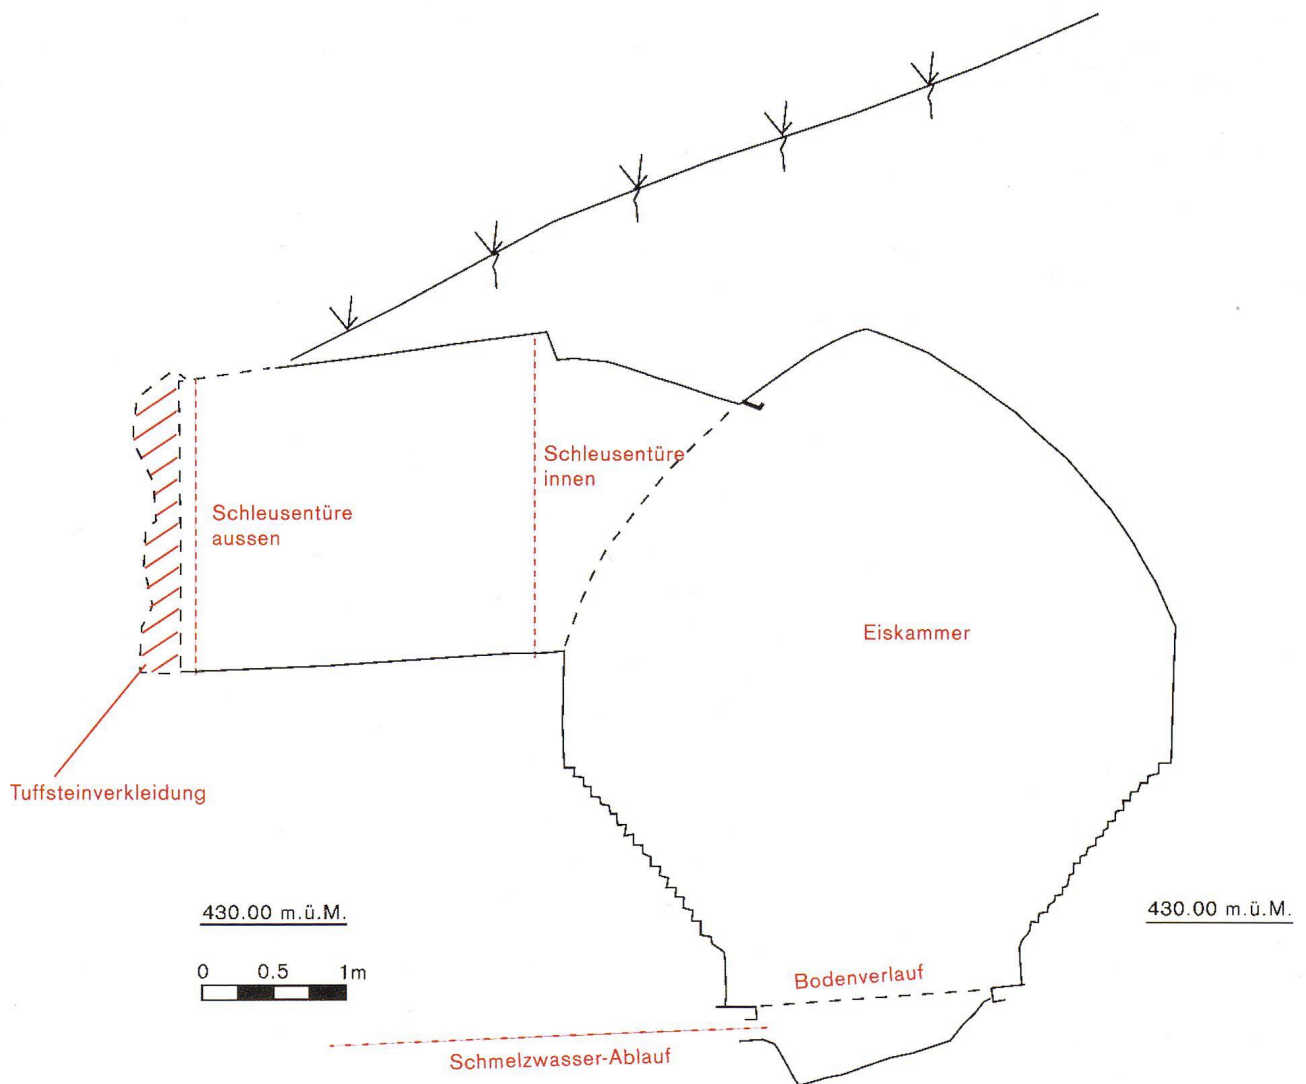 Schleusentüre
innen
Schleusentüre
aussen
Eiskammer
Tuffsteinverkleidung
430.00 m.ü.M.
430.00 m.ü.M.
0 0.5 1m
Bodenverlauf
Schmelzwasser-Ablauf